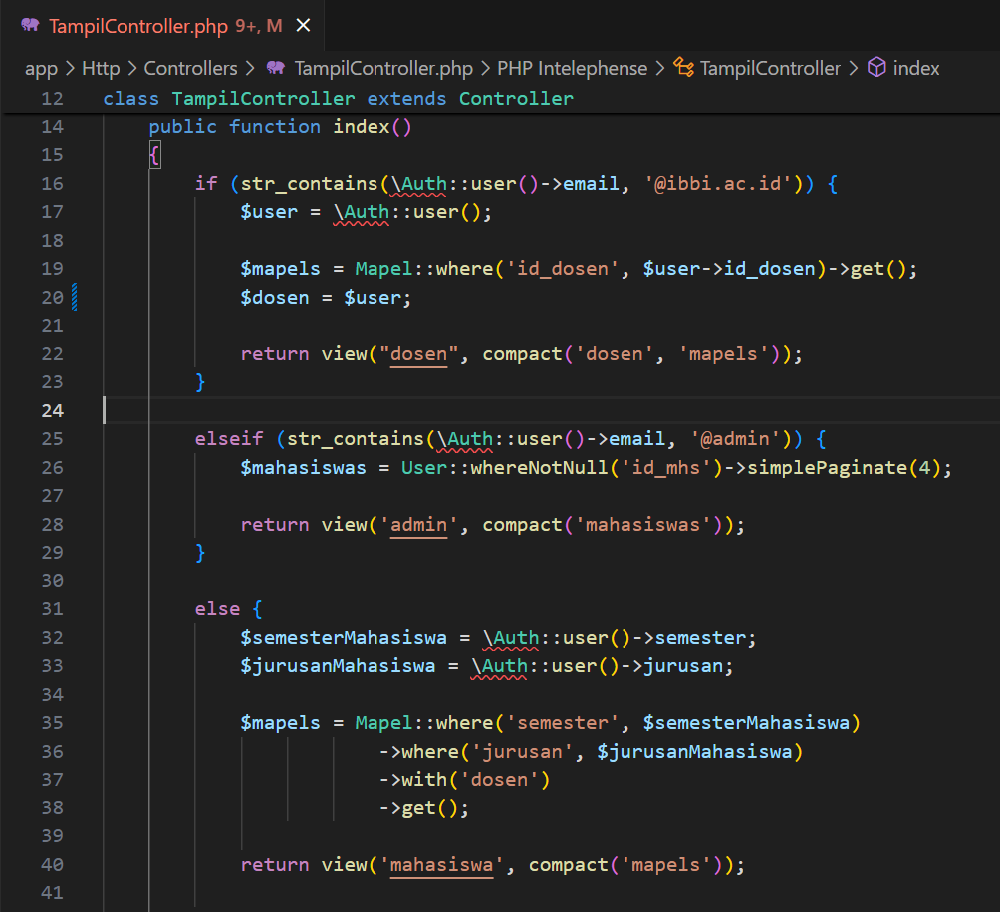 TampilController.php 9+, M
app > Http > Controllers > TampilController.php > PHP Intelephense > TampilController > index
12 class TampilController extends Controller
14 public function index()
15 {
16 if (str_contains(\Auth::user()->email, '@ibbi.ac.id')) {
17 $user = \Auth::user();
18
19 $mapels = Mapel::where('id_dosen', $user->id_dosen)->get();
20 $dosen = $user;
21
22 return view("dosen", compact('dosen', 'mapels'));
23 }
24
25 elseif (str_contains(\Auth::user()->email, '@admin')) {
26 $mahasiswas = User::whereNotNull('id_mhs')->simplePaginate(4);
27
28 return view('admin', compact('mahasiswas'));
29 }
30
31 else {
32 $semesterMahasiswa = \Auth::user()->semester;
33 $jurusanMahasiswa = \Auth::user()->jurusan;
34
35 $mapels = Mapel::where('semester', $semesterMahasiswa)
36 ->where('jurusan', $jurusanMahasiswa)
37 ->with('dosen')
38 ->get();
39
40 return view('mahasiswa', compact('mapels'));
41